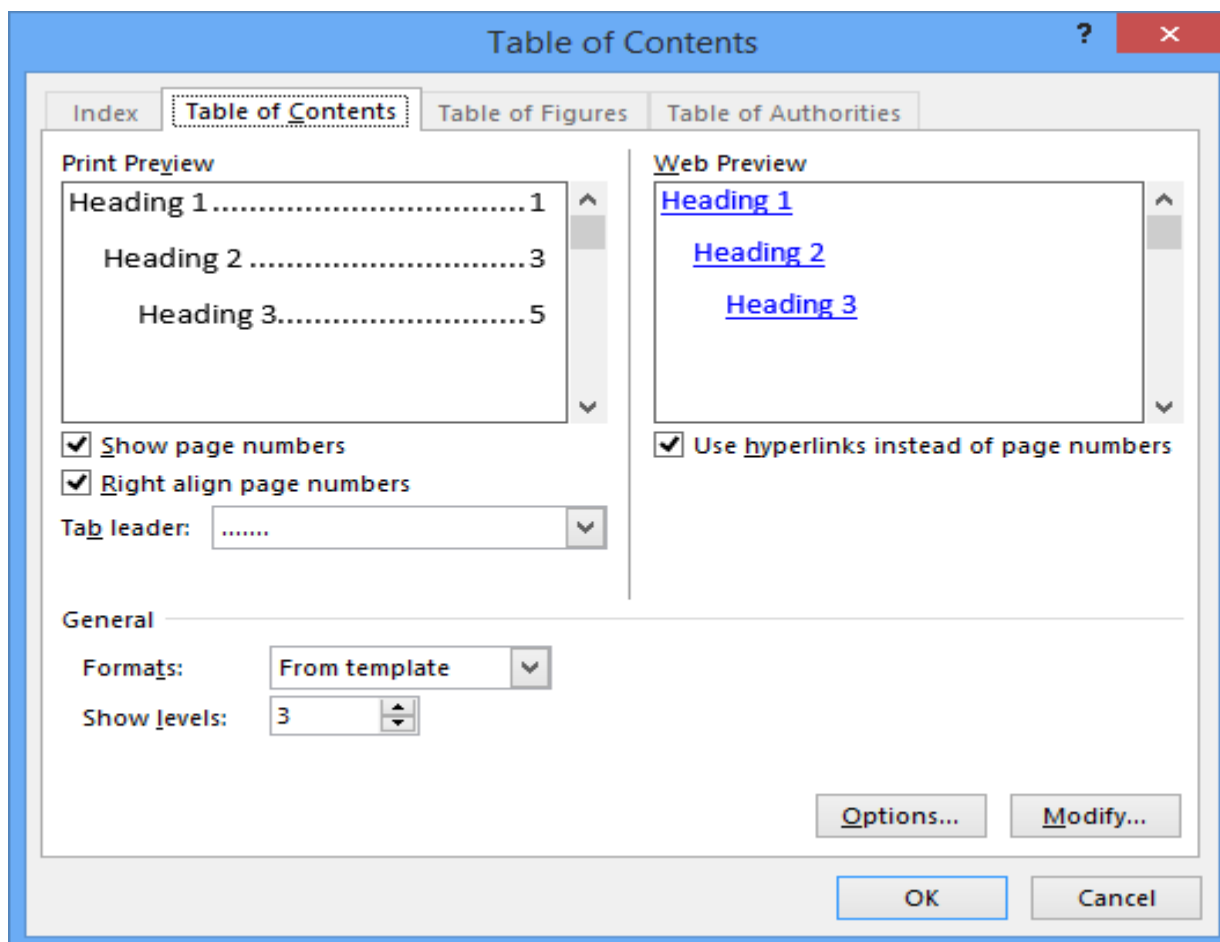 Table of Contents
?
Index Table of Contents Table of Figures Table of Authorities
Print Preview
Heading 1..................................1
Heading 2..............................3
Heading 3...........................5
Show page numbers
Right align page numbers
Tab leader: .......
Web Preview
Heading 1
Heading 2
Heading 3
Use hyperlinks instead of page numbers
General
Formats: From template
Show levels: 3
Options... Modify...
OK Cancel